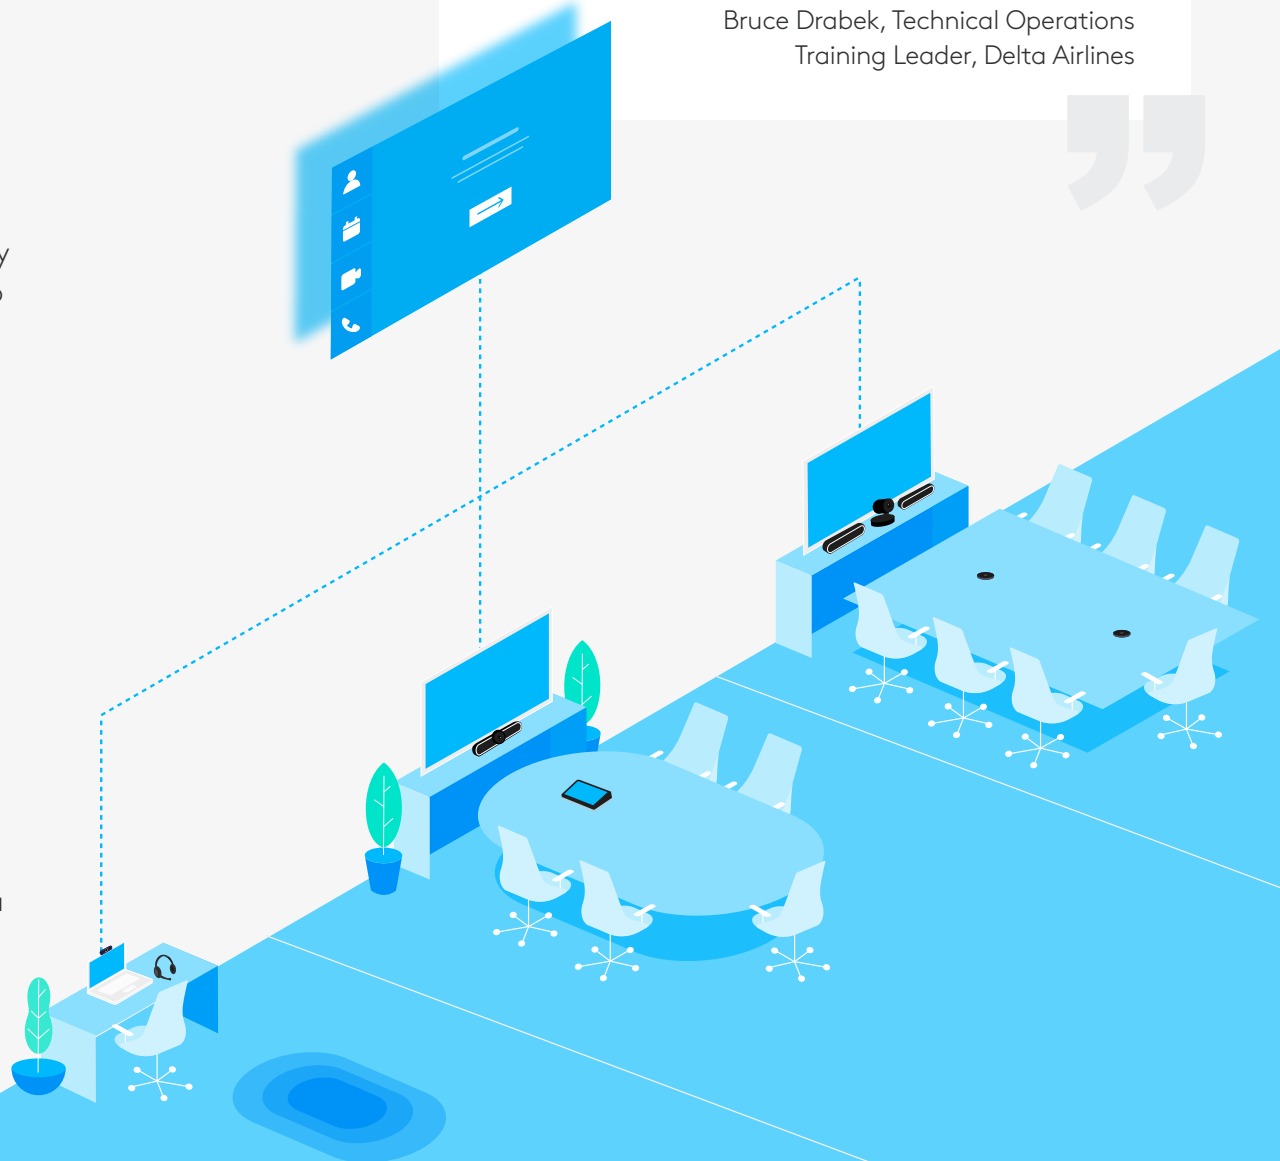 Bruce Drabek, Technical Operations
Training Leader, Delta Airlines
”